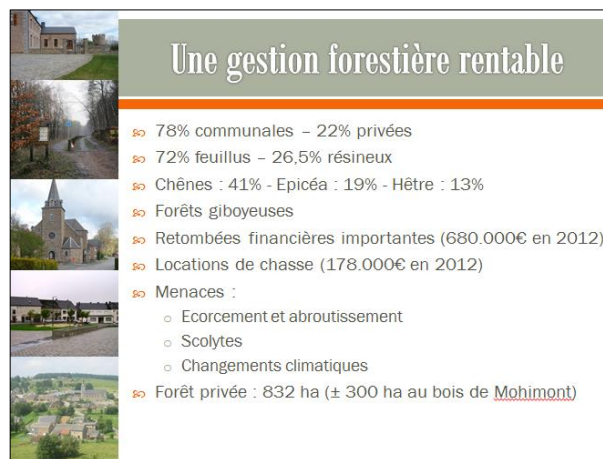 Une gestion forestière rentable
78% communales – 22% privées
72% feuillus – 26,5% résineux
Chênes : 41% - Epicéa : 19% - Hêtre : 13%
Forêts giboyeuses
Retombées financières importantes (680.000€ en 2012)
Locations de chasse (178.000€ en 2012)
Menaces :
Ecorcement et abroutissement
Scolytes
Changements climatiques
Forêt privée : 832 ha (± 300 ha au bois de Mohimont)